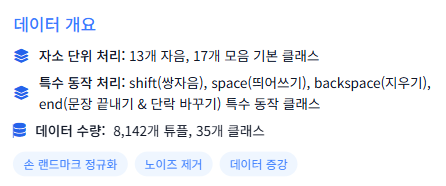 데이터 개요
자소 단위 처리: 13개 자음, 17개 모음 기본 클래스
특수 동작 처리: shift(쌍자음), space(띄어쓰기), backspace(지우기),
end(문장 끝내기 & 단락 바꾸기) 특수 동작 클래스
데이터 수량: 8,142개 튜플, 35개 클래스
손 랜드마크 정규화 노이즈 제거 데이터 증강